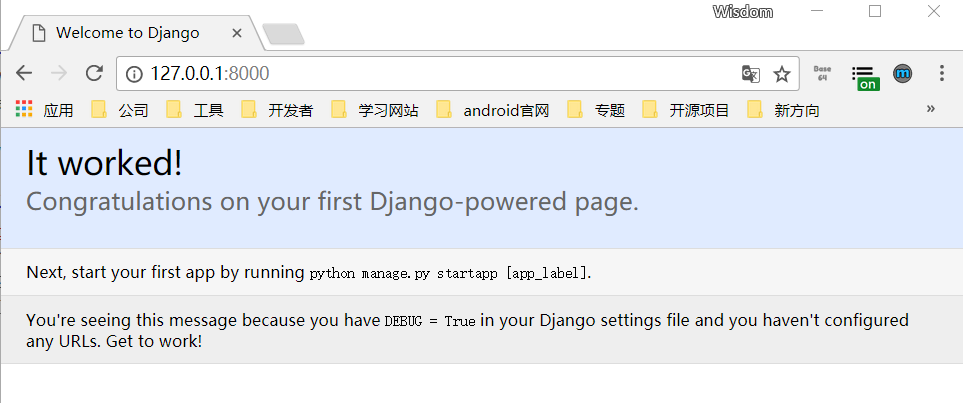 Wisdom
Welcome to Django
127.0.0.1:8000
Base
64
on
m
应用 公司 工具 开发者 学习网站 android官网 专题 开源项目 新方向 »
It worked!
Congratulations on your first Django-powered page.
Next, start your first app by running python manage.py startapp [app_label].
You're seeing this message because you have DEBUG = True in your Django settings file and you haven't configured
any URLs. Get to work!